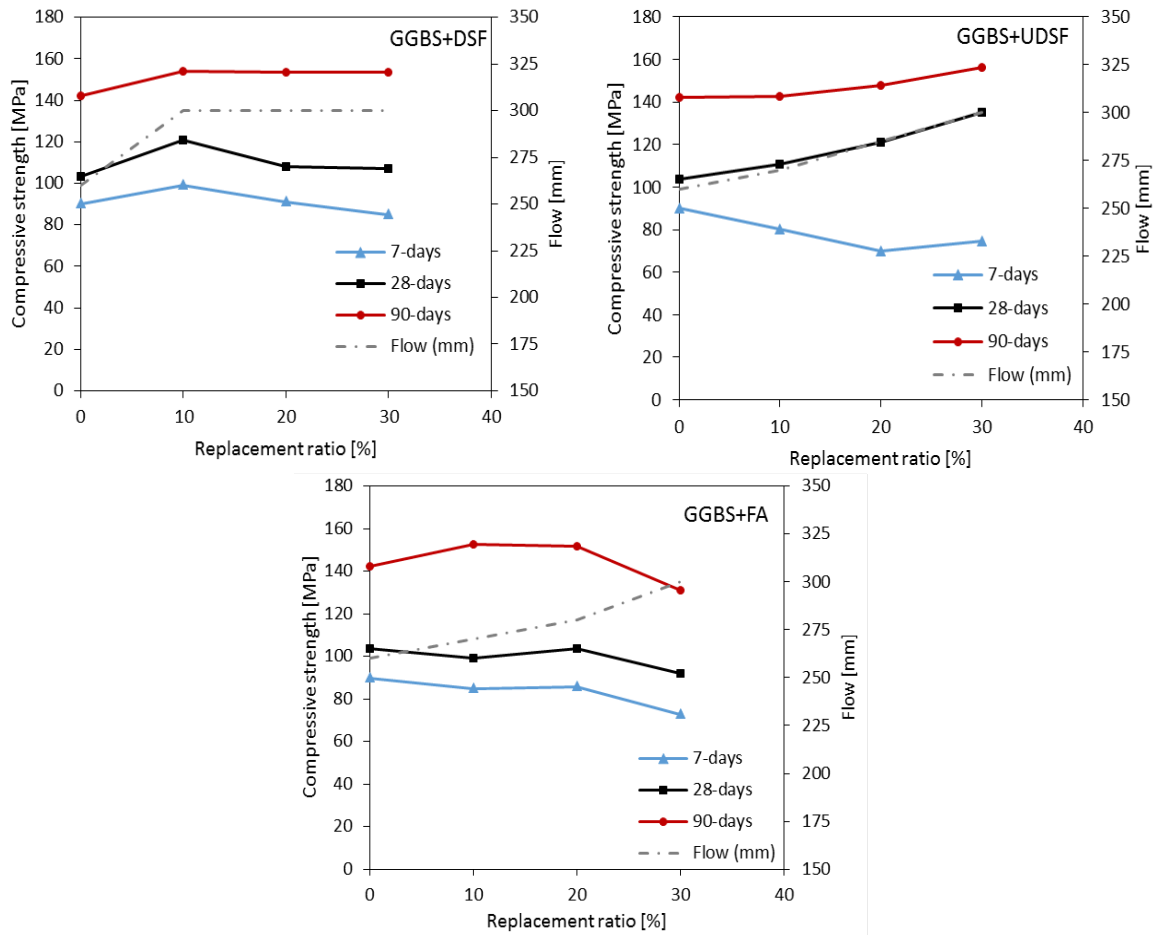 GGBS+DSF
Compressive strength [MPa]
180
160
140
120
100
80
60
40
20
0
350
325
300
275
250
225
200
175
150
Flow [mm]
7-days
28-days
90-days
Flow (mm)
0 10 20 30 40
Replacement ratio [%]
GGBS+UDSF
Compressive strength [MPa]
180
160
140
120
100
80
60
40
20
0
350
325
300
275
250
225
200
175
150
Flow [mm]
7-days
28-days
90-days
Flow (mm)
0 10 20 30 40
Replacement ratio [%]
GGBS+FA
Compressive strength [MPa]
180
160
140
120
100
80
60
40
20
0
350
325
300
275
250
225
200
175
150
Flow [mm]
7-days
28-days
90-days
Flow (mm)
0 10 20 30 40
Replacement ratio [%]